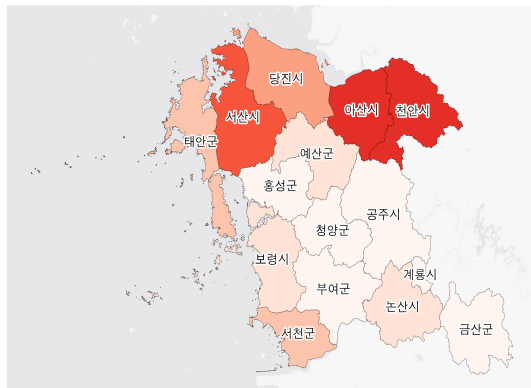 당진시
아산시
천안시
서산시
태안군
예산군
홍성군
공주시
청양군
보령시
계룡시
부여군
논산시
서천군
금산군